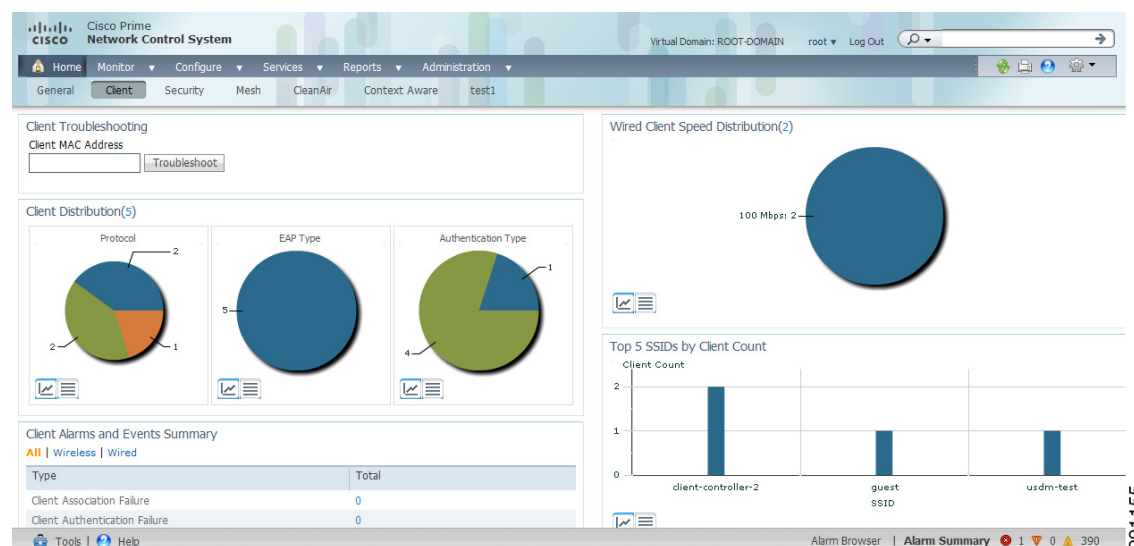 Cisco Prime
CISCO Network Control System
Virtual Domain: ROOT-DOMAIN root Log Out
Home Monitor Configure Services Reports Administration
General Client Security Mesh CleanAir Context Aware test1
Client Troubleshooting
Client MAC Address
Troubleshoot
Client Distribution(5)
Protocol
2
2
1
EAP Type
5
Authentication Type
1
4
Client Alarms and Events Summary
All | Wireless | Wired
Type Total
Client Association Failure 0
Client Authentication Failure 0
Wired Client Speed Distribution(2)
100 Mbps: 2
Top 5 SSIDs by Client Count
Client Count
2
1
0
client-controller-2 guest usdm-test
SSID
Tools | Help
Alarm Browser | Alarm Summary 1 0 390